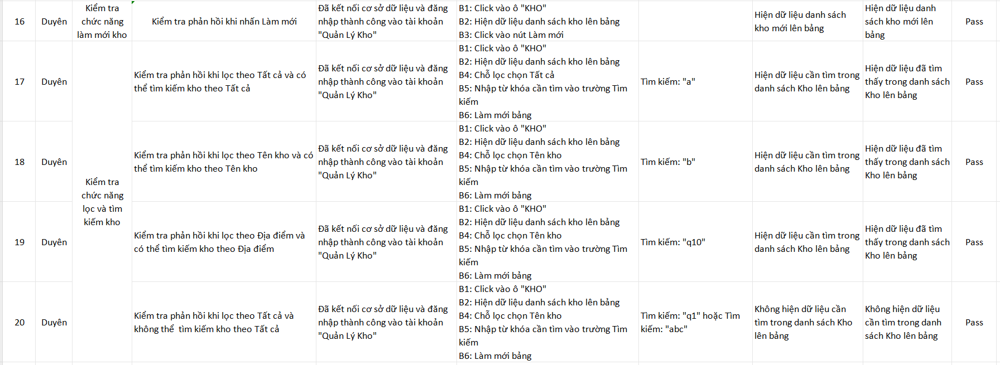 16
Duyên
Kiểm tra
chức năng
làm mới kho
Kiểm tra phản hồi khi nhấn Làm mới
Đã kết nối cơ sở dữ liệu và đăng
nhập thành công vào tài khoản
"Quản Lý Kho"
B1: Click vào ô "KHO"
B2: Hiện dữ liệu danh sách kho lên bảng
B3: Click vào nút Làm mới
Hiện dữ liệu danh sách
kho mới lên bảng
Hiện dữ liệu danh
sách kho mới lên
bảng
Pass
17
Duyên
Kiểm tra
chức năng
lọc và tìm
kiếm kho
Kiểm tra phản hồi khi lọc theo Tất cả và có
thể tìm kiếm kho theo Tất cả
Đã kết nối cơ sở dữ liệu và đăng
nhập thành công vào tài khoản
"Quản Lý Kho"
B1: Click vào ô "KHO"
B2: Hiện dữ liệu danh sách kho lên bảng
B4: Chỗ lọc chọn Tất cả
B5: Nhập từ khóa cần tìm vào trường Tìm
kiếm
B6: Làm mới bảng
Tìm kiếm: "a"
Hiện dữ liệu cần tìm trong
danh sách Kho lên bảng
Hiện dữ liệu đã tìm
thấy trong danh sách
Kho lên bảng
Pass
18
Duyên
Kiểm tra phản hồi khi lọc theo Tên kho và có
thể tìm kiếm kho theo Tên kho
Đã kết nối cơ sở dữ liệu và đăng
nhập thành công vào tài khoản
"Quản Lý Kho"
B1: Click vào ô "KHO"
B2: Hiện dữ liệu danh sách kho lên bảng
B4: Chỗ lọc chọn Tên kho
B5: Nhập từ khóa cần tìm vào trường Tìm
kiếm
B6: Làm mới bảng
Tìm kiếm: "b"
Hiện dữ liệu cần tìm trong
danh sách Kho lên bảng
Hiện dữ liệu đã tìm
thấy trong danh sách
Kho lên bảng
Pass
19
Duyên
Kiểm tra phản hồi khi lọc theo Địa điểm và
có thể tìm kiếm kho theo Địa điểm
Đã kết nối cơ sở dữ liệu và đăng
nhập thành công vào tài khoản
"Quản Lý Kho"
B1: Click vào ô "KHO"
B2: Hiện dữ liệu danh sách kho lên bảng
B4: Chỗ lọc chọn Tên kho
B5: Nhập từ khóa cần tìm vào trường Tìm
kiếm
B6: Làm mới bảng
Tìm kiếm: "q10"
Hiện dữ liệu cần tìm trong
danh sách Kho lên bảng
Hiện dữ liệu đã tìm
thấy trong danh sách
Kho lên bảng
Pass
20
Duyên
Kiểm tra phản hồi khi lọc theo Tất cả và
không thể  tìm kiếm kho theo Tất cả
Đã kết nối cơ sở dữ liệu và đăng
nhập thành công vào tài khoản
"Quản Lý Kho"
B1: Click vào ô "KHO"
B2: Hiện dữ liệu danh sách kho lên bảng
B4: Chỗ lọc chọn Tên kho
B5: Nhập từ khóa cần tìm vào trường Tìm
kiếm
B6: Làm mới bảng
Tìm kiếm: "q1" hoặc Tìm
kiếm: "abc"
Không hiện dữ liệu cần
tìm trong danh sách Kho
lên bảng
Không hiện dữ liệu
cần tìm trong danh
sách Kho lên bảng
Pass